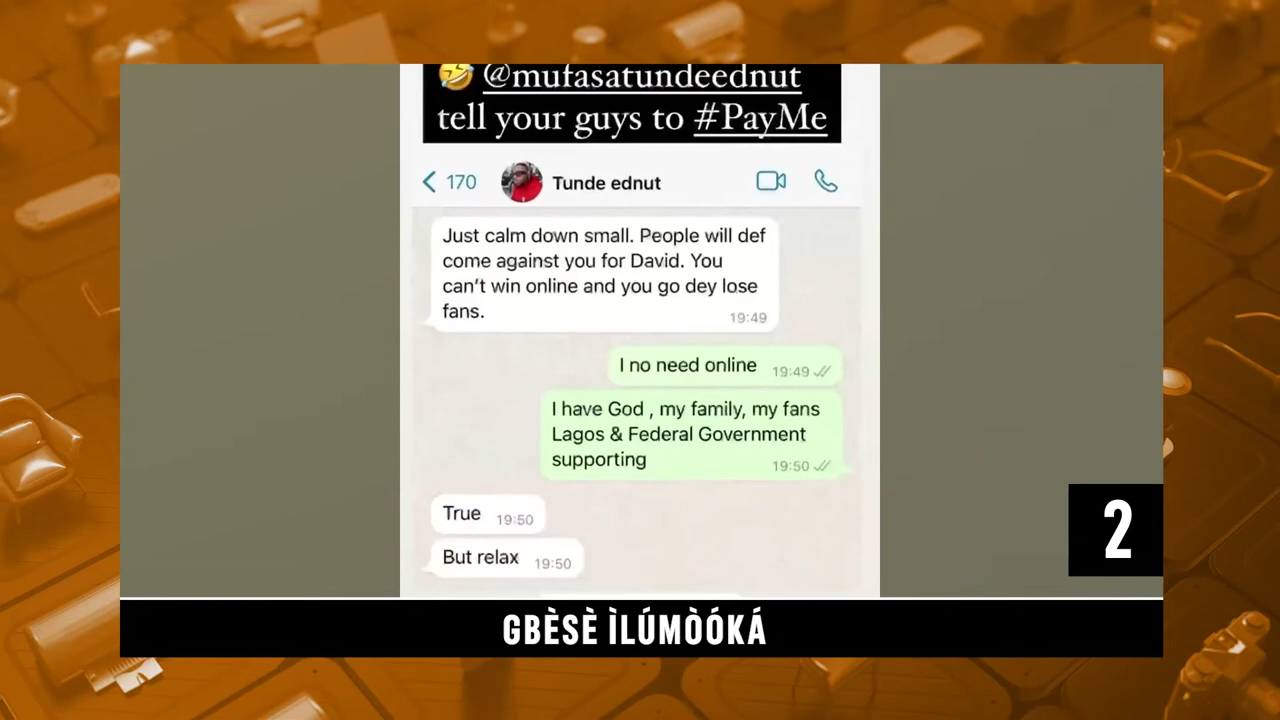 🤣 @mufasatundeednut
tell your guys to #PayMe
170
Tunde ednut
Just calm down small. People will def
come against you for David. You
can't win online and you go dey lose
fans.
19:49
I no need online
19:49
I have God , my family, my fans
Lagos & Federal Government
supporting
19:50
True
19:50
But relax
19:50
2
GBÈSÈ ÌLÚMÒÓKÁ